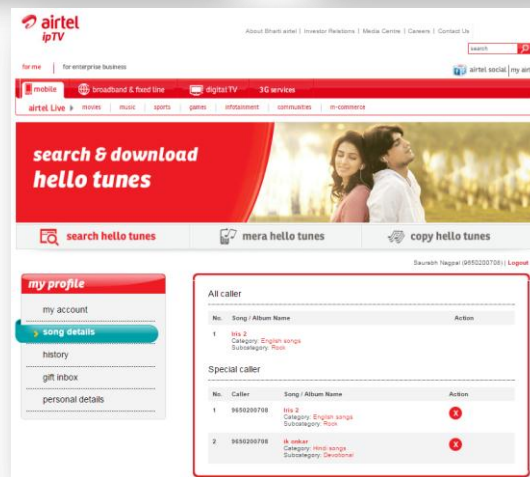 airtel
ipTV
About Bharti airtel | Investor Relations | Media Centre | Careers | Contact Us
search
for me | for enterprise business
airtel social my airt
mobile broadband & fixed line digital TV 3G services
airtel Live movies | music | sports | games | infotainment | communities | m-commerce
search & download
hello tunes
search hello tunes mera hello tunes copy hello tunes
Saurabh Nagpal (9650200708) | Logout
my profile
my account
song details
history
gift inbox
personal details
All caller
No. Song / Album Name Action
1 Iris 2
Category: English songs
Subcategory: Rock
Special caller
No. Caller Song / Album Name Action
1 9650200708 Iris 2 X
Category: English songs
Subcategory: Rock
2 9650200708 ik onkar X
Category: Hindi songs
Subcategory: Devotional